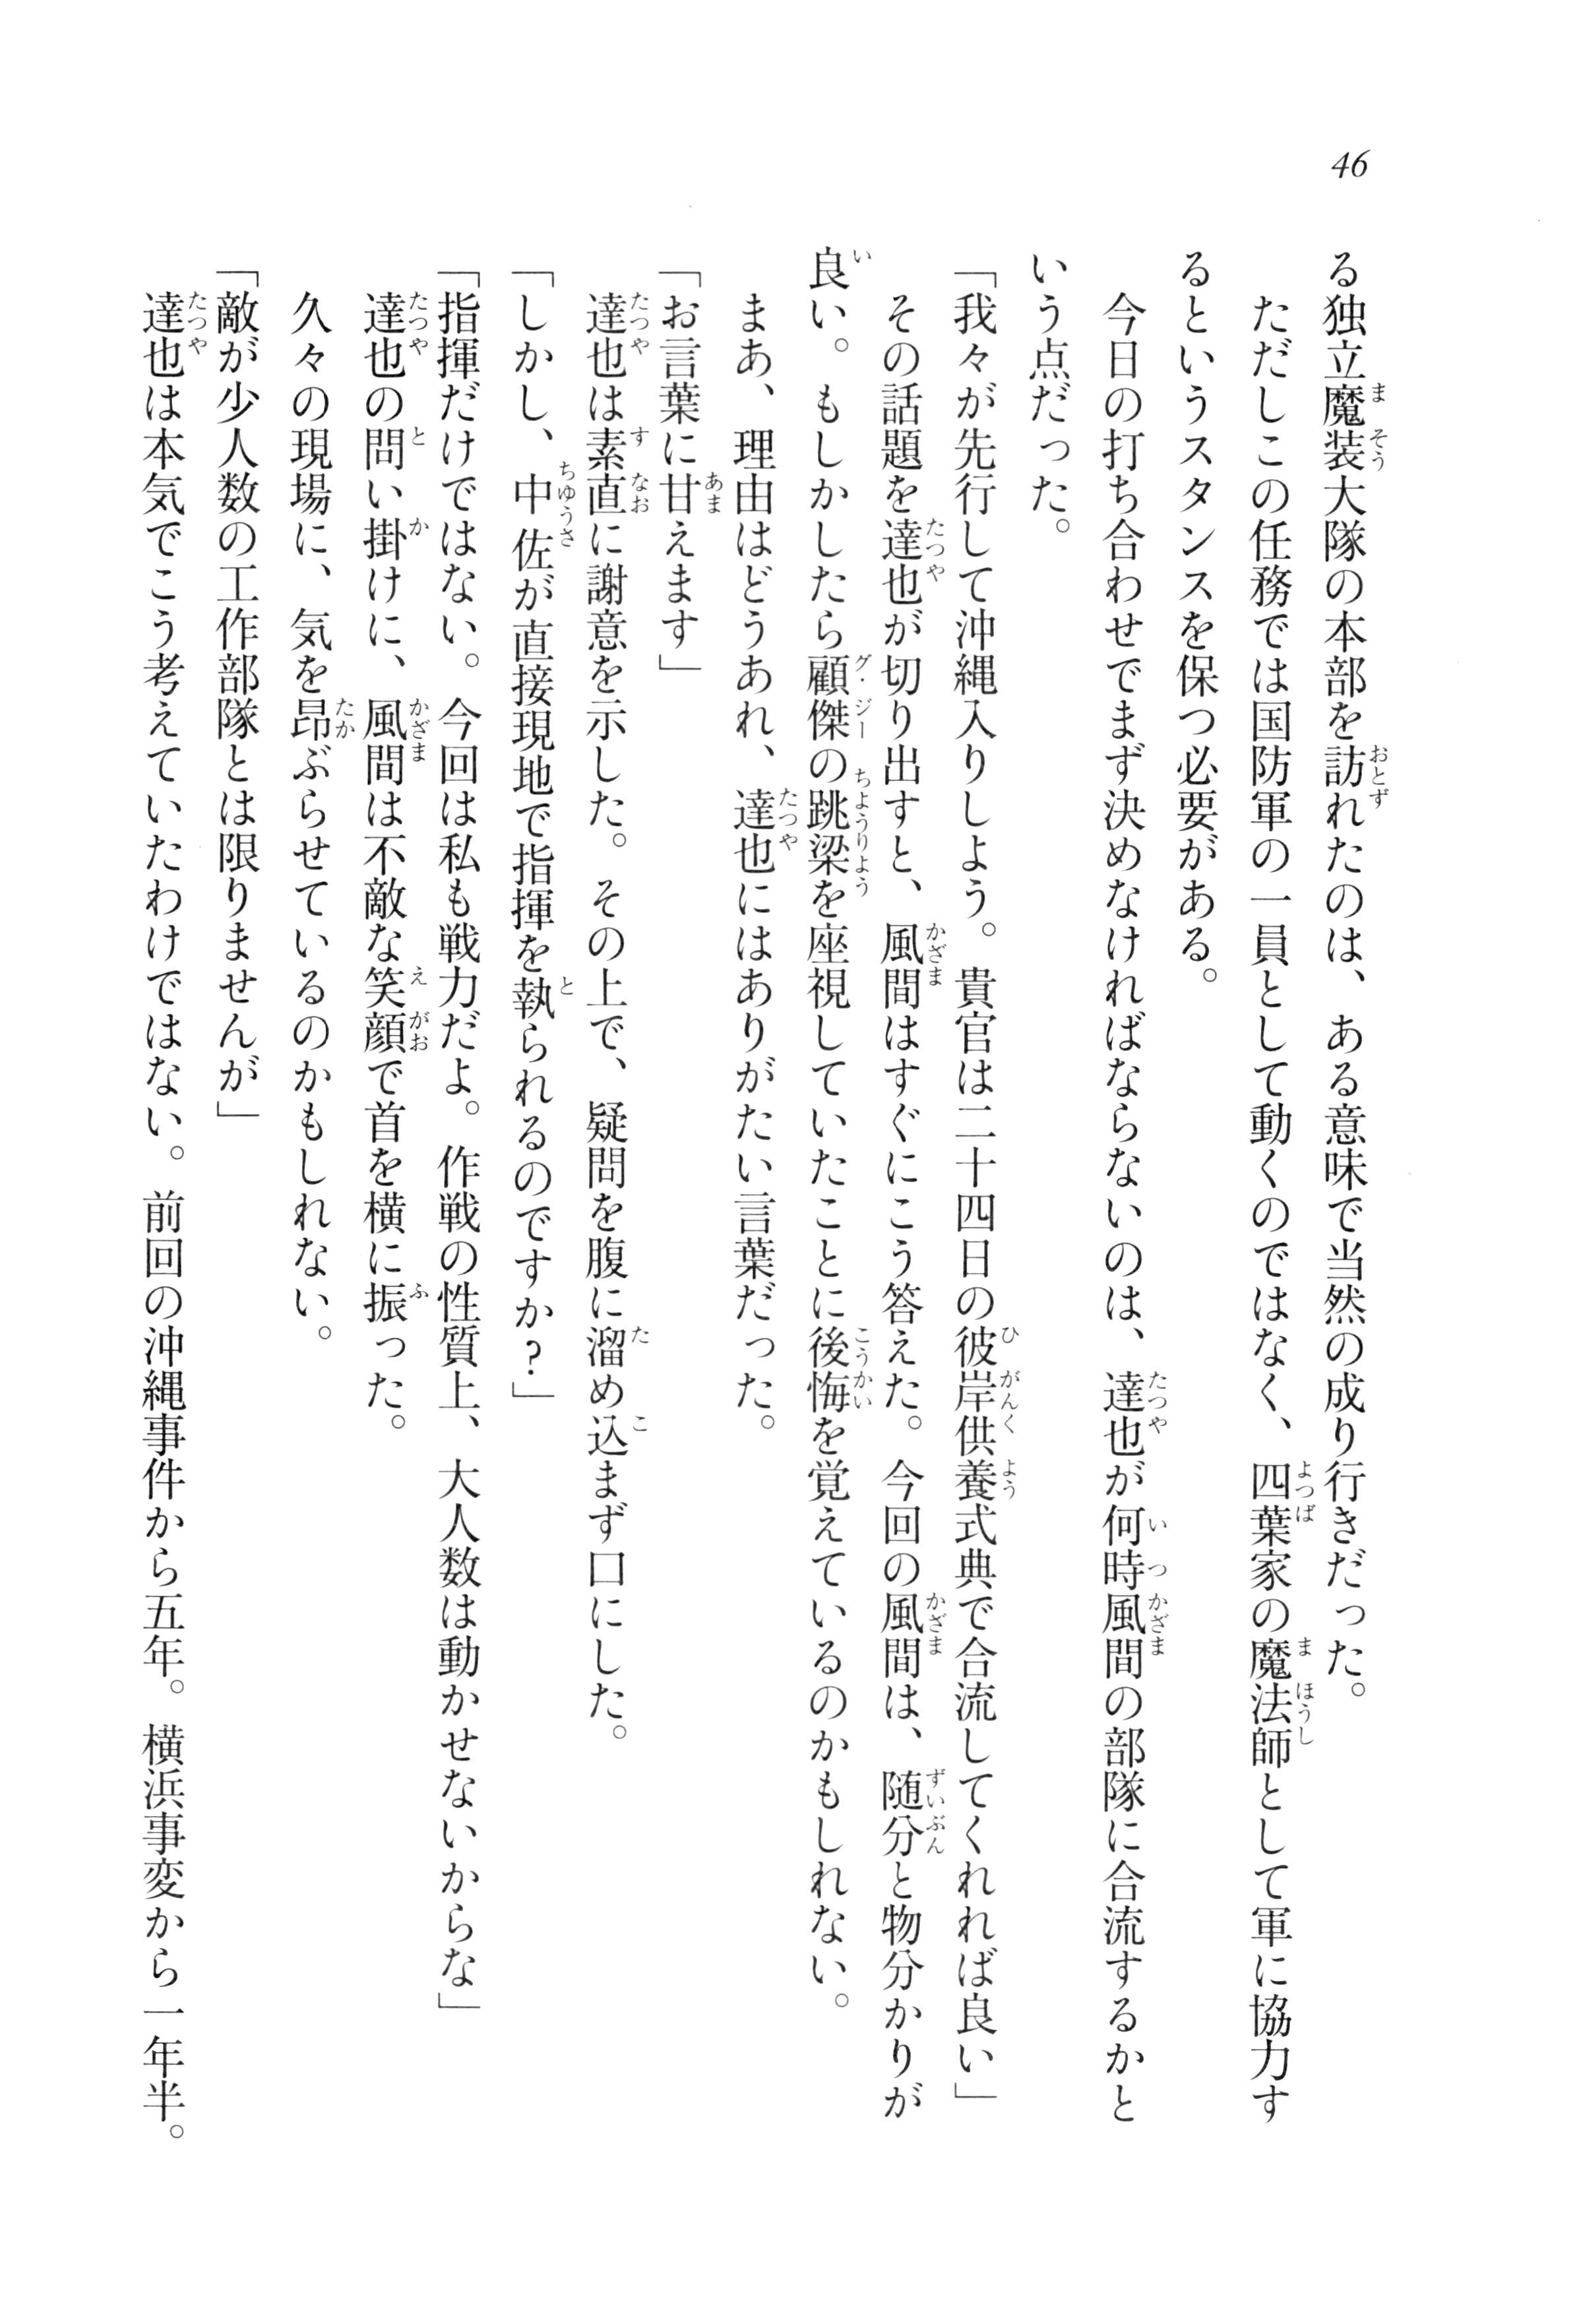 46
る独立魔装大隊の本部を訪れたのは、ある意味で当然の成り行きだった。
ただしこの任務では国防軍の一員として動くのではなく、四葉家の魔法師として軍に協力す
るというスタンスを保つ必要がある。
今日の打ち合わせでまず決めなければならないのは、達也が何時風間の部隊に合流するかと
いう点だった。
「我々が先行して沖縄入りしよう。貴官は二十四日の彼岸供養式典で合流してくれれば良い」
その話題を達也が切り出すと、風間はすぐにこう答えた。今回の風間は、随分と物分かりが
良い。もしかしたら顧傑の跳梁を座視していたことに後悔を覚えているのかもしれない。
まあ、理由はどうあれ、達也にはありがたい言葉だった。
「お言葉に甘えます」
達也は素直に謝意を示した。その上で、疑問を腹に溜め込まず口にした。
「しかし、中佐が直接現地で指揮を執られるのですか?」
「指揮だけではない。今回は私も戦力だよ。作戦の性質上、大人数は動かせないからな」
達也の問い掛けに、風間は不敵な笑顔で首を横に振った。
久々の現場に、気を昂ぶらせているのかもしれない。
「敵が少人数の工作部隊とは限りませんが」
達也は本気でこう考えていたわけではない。前回の沖縄事件から五年。横浜事変から一年半。